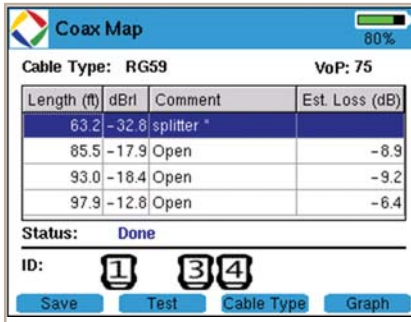 Coax Map
80%
Cable Type: RG59 VoP: 75
Length (ft) dBrl Comment Est. Loss (dB)
63.2 -32.8 splitter *
85.5 -17.9 Open -8.9
93.0 -18.4 Open -9.2
97.9 -12.8 Open -6.4
Status: Done
ID: 1 3 4
Save Test Cable Type Graph